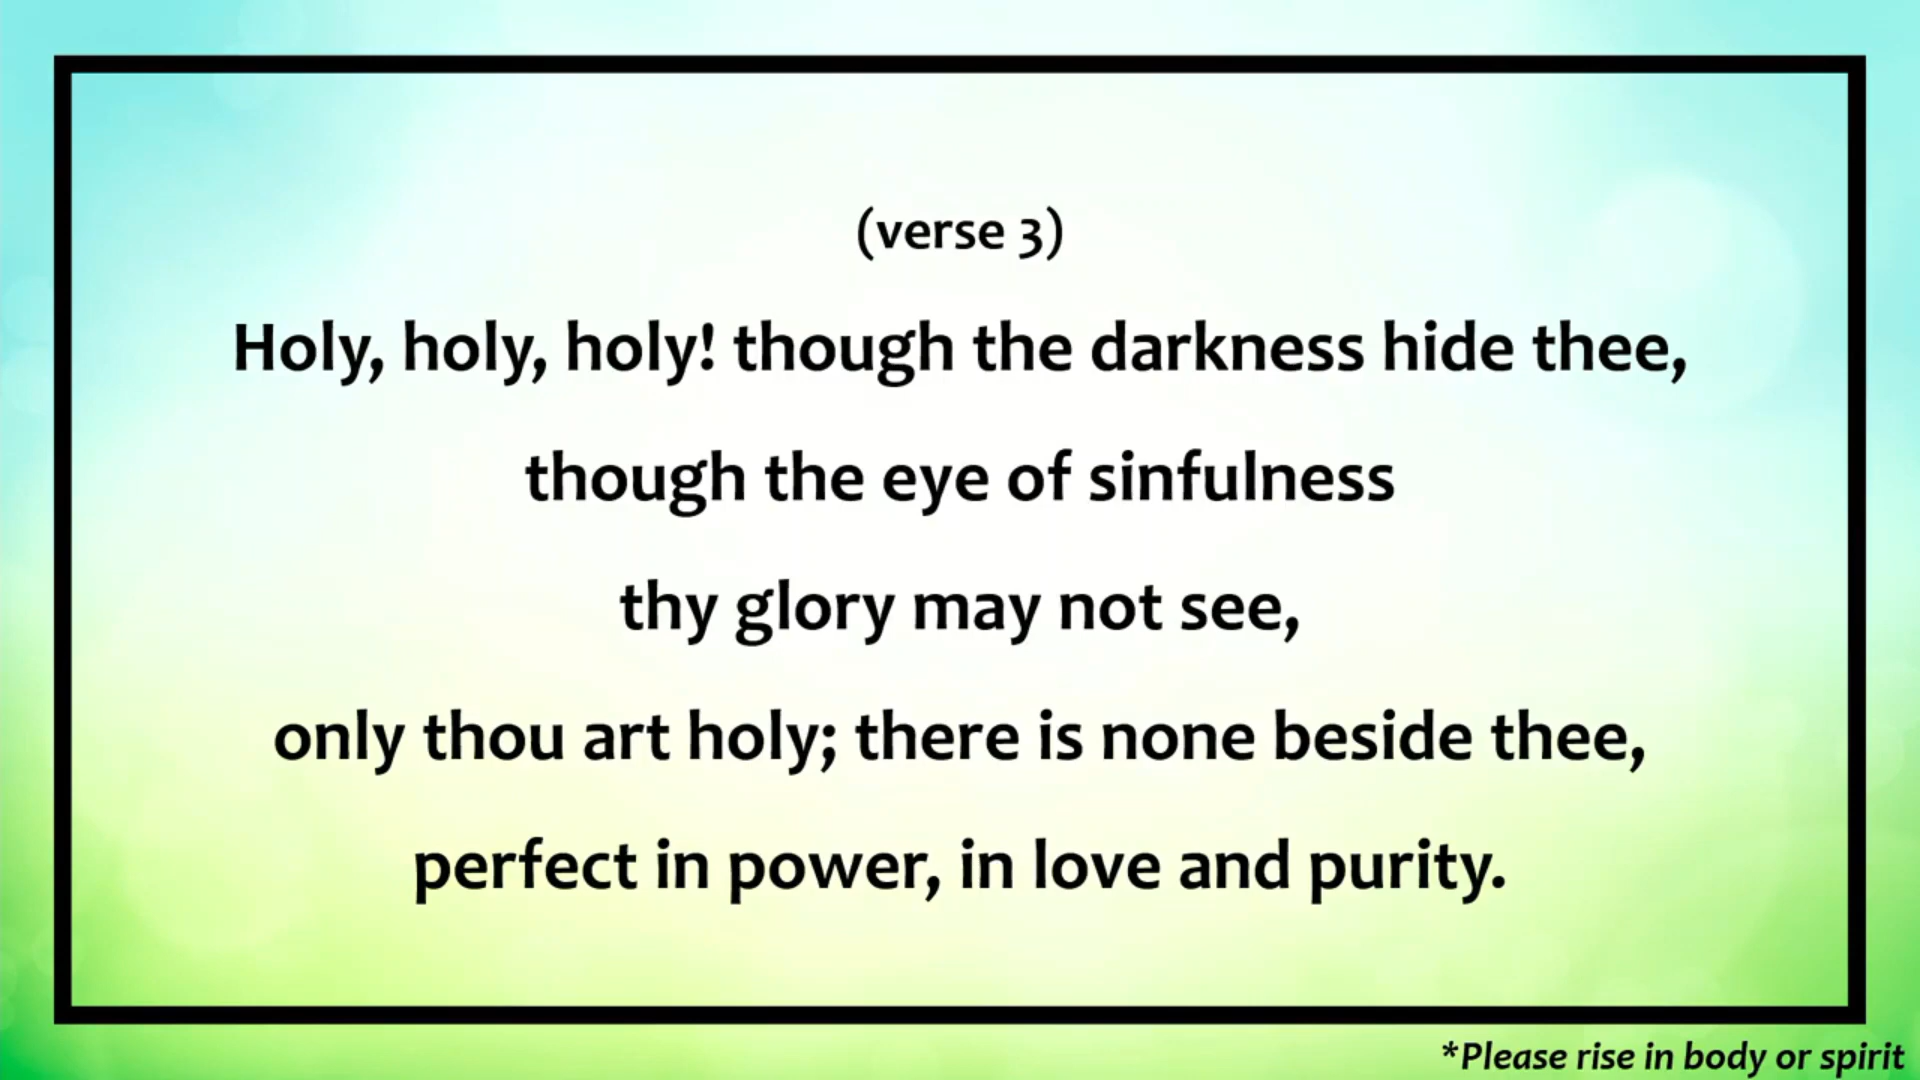 (verse 3)
Holy, holy, holy! though the darkness hide thee,
though the eye of sinfulness
thy glory may not see,
only thou art holy; there is none beside thee,
perfect in power, in love and purity.
*Please rise in body or spirit